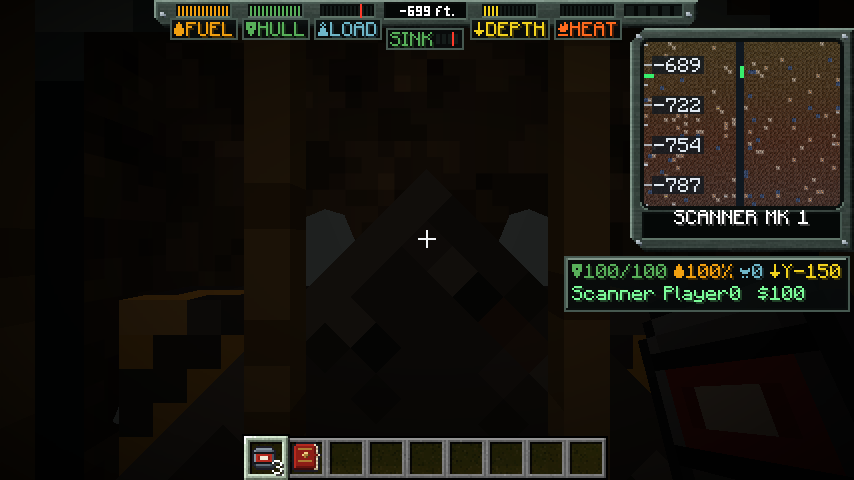 -699 ft.
FUEL HULL LOAD SINK DEPTH HEAT
-689
-722
-754
-787
SCANNER MK 1
100/100 100% 0 Y-150
Scanner Player0 $100
3